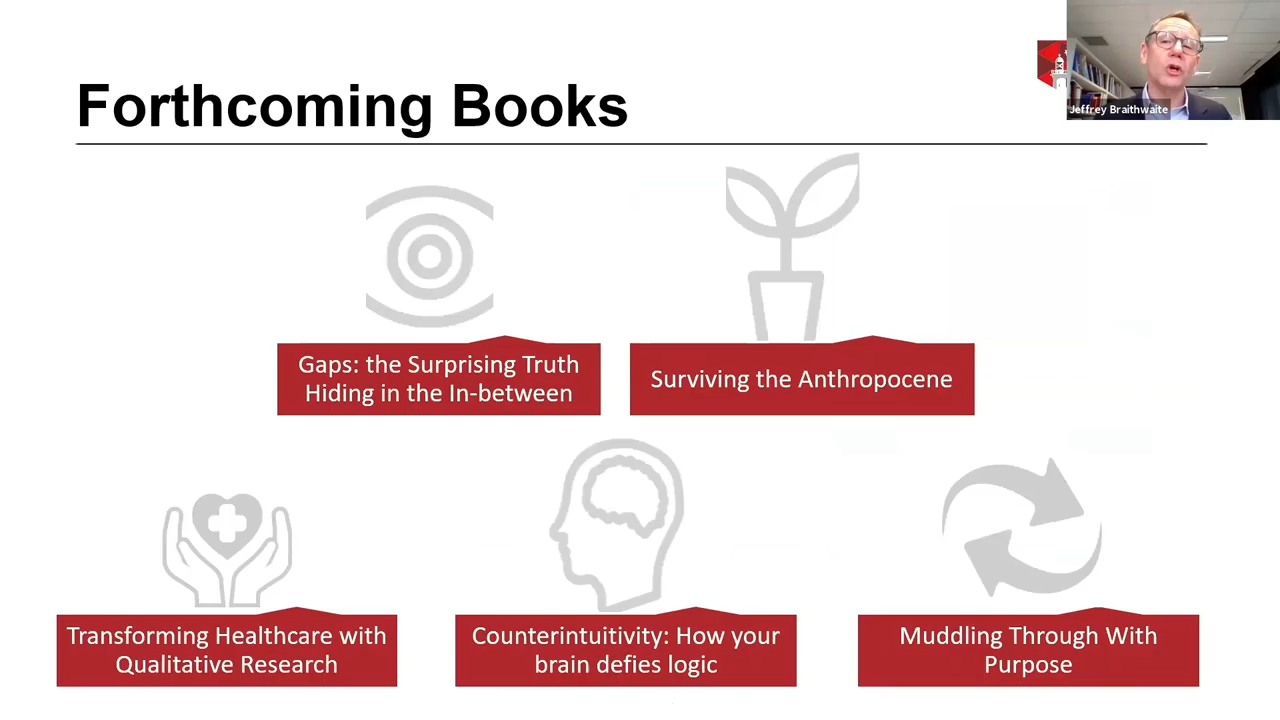 Forthcoming Books
Jeffrey Braithwaite
Gaps: the Surprising Truth
Hiding in the In-between
Surviving the Anthropocene
Transforming Healthcare with
Qualitative Research
Counterintuitivity: How your
brain defies logic
Muddling Through With
Purpose